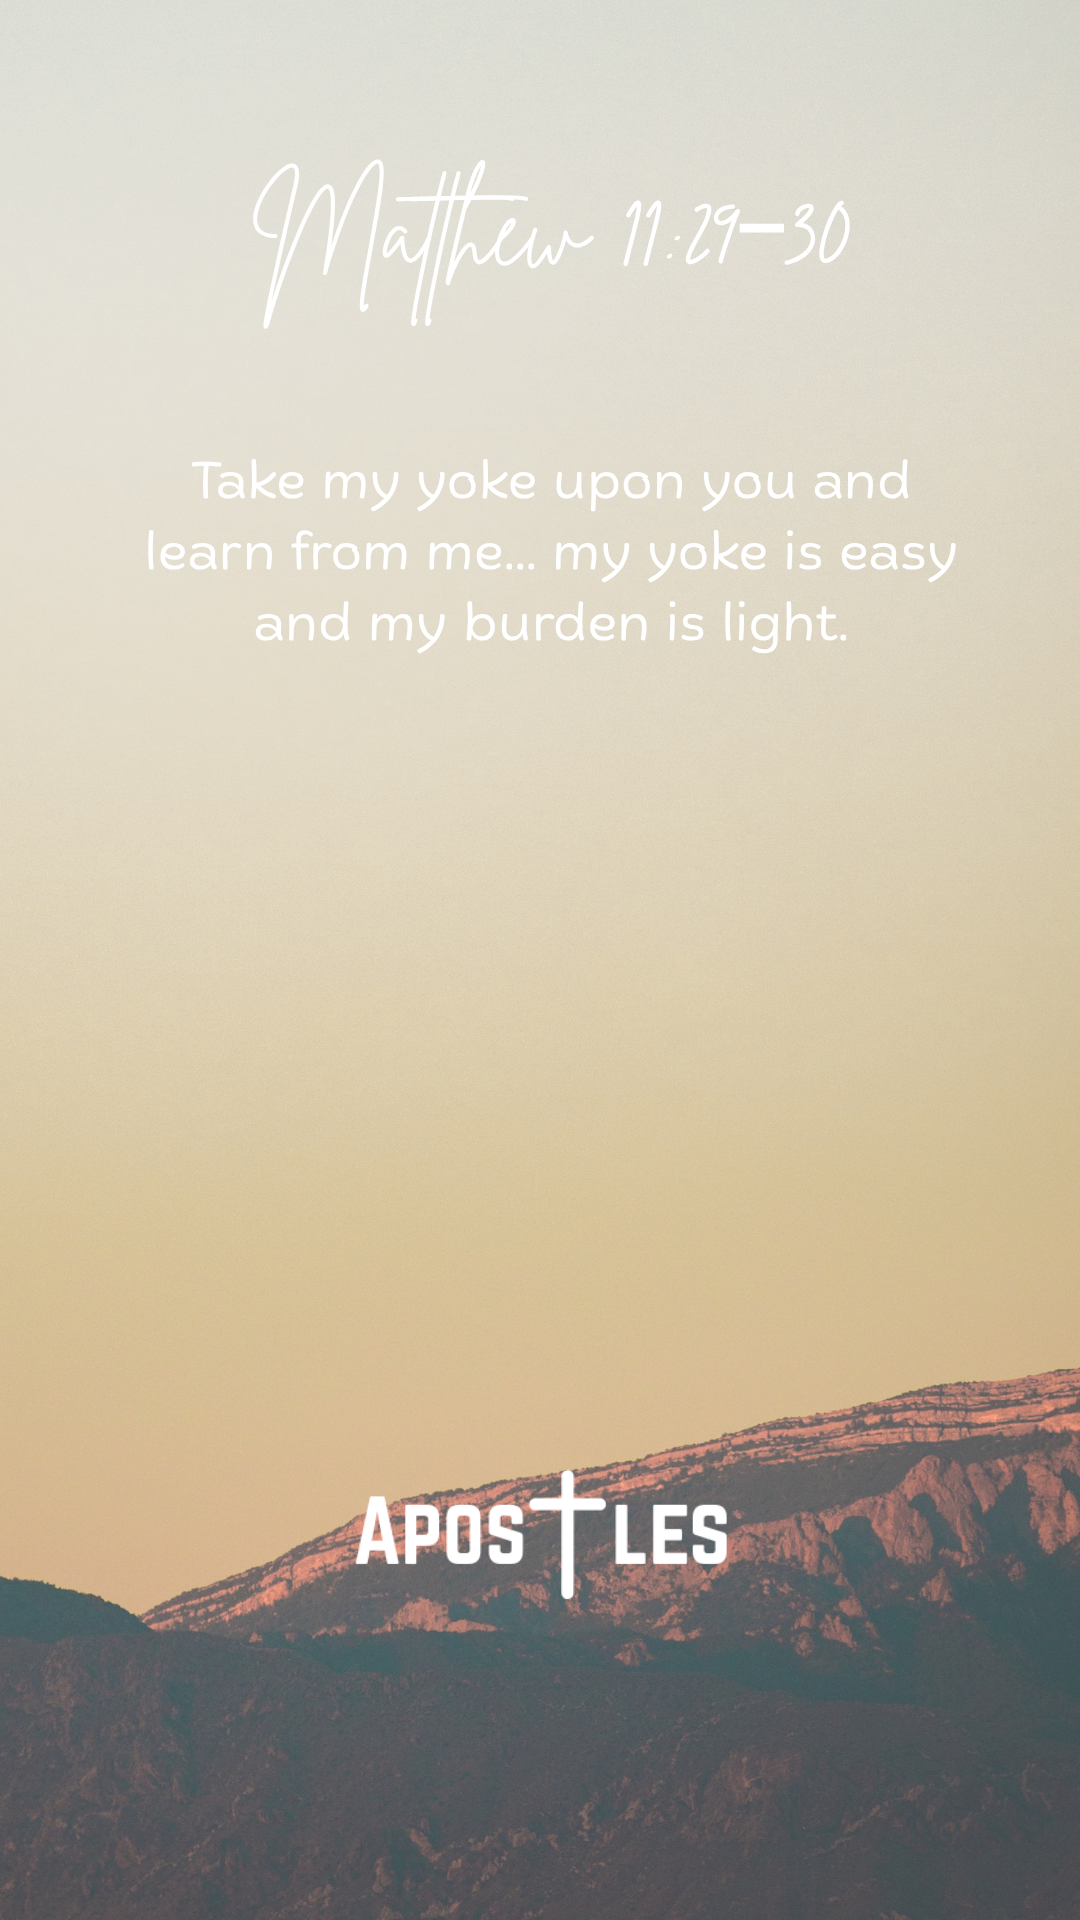 Matthew 11:29-30
Take my yoke upon you and
learn from me... my yoke is easy
and my burden is light.
APOSTLES